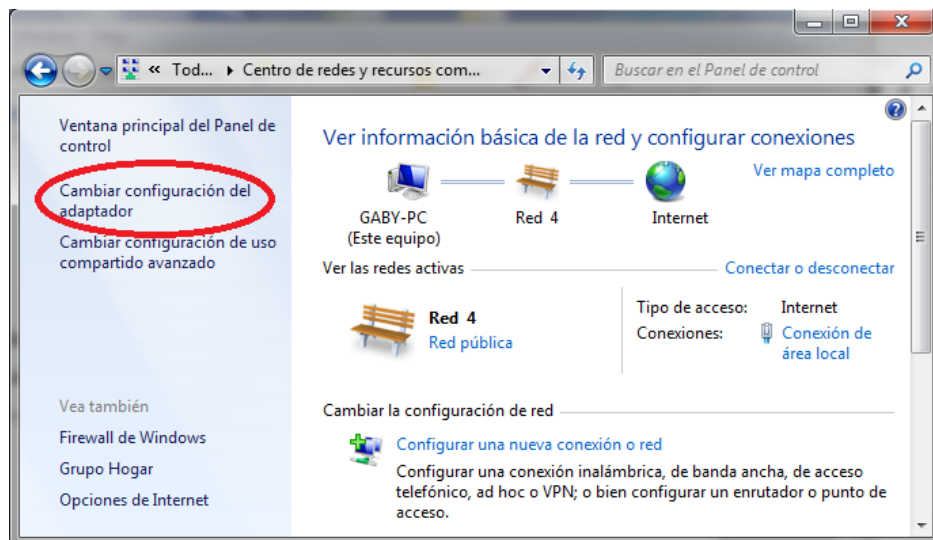 « Tod... Centro de redes y recursos com...
Buscar en el Panel de control
Ventana principal del Panel de
control
Cambiar configuración del
adaptador
Cambiar configuración de uso
compartido avanzado
Vea también
Firewall de Windows
Grupo Hogar
Opciones de Internet
Ver información básica de la red y configurar conexiones
Ver mapa completo
GABY-PC
(Este equipo)
Red 4
Internet
Ver las redes activas
Conectar o desconectar
Red 4
Red pública
Tipo de acceso: Internet
Conexiones: Conexión de
área local
Cambiar la configuración de red
Configurar una nueva conexión o red
Configurar una conexión inalámbrica, de banda ancha, de acceso
telefónico, ad hoc o VPN; o bien configurar un enrutador o punto de
acceso.